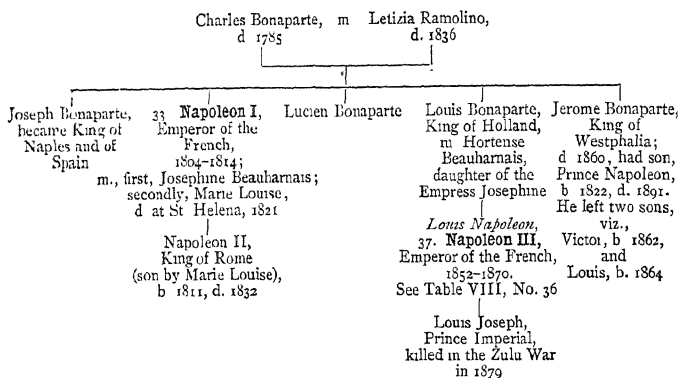 Charles Bonaparte, m Letizia Ramolino,
d 1785 d. 1836
Joseph Bonaparte,
became King of
Naples and of
Spain
33 Napoleon I,
Emperor of the
French,
1804–1814;
m., first, Josephine Beauharnais;
secondly, Marie Louise,
d at St Helena, 1821
Napoleon II,
King of Rome
(son by Marie Louise),
b 1811, d. 1832
Lucien Bonaparte
Louis Bonaparte,
King of Holland,
m Hortense
Beauharnais,
daughter of the
Empress Josephine
Louis Napoleon,
37. Napoleon III,
Emperor of the French,
1852–1870.
See Table VIII, No. 36
Louis Joseph,
Prince Imperial,
killed in the Zulu War
in 1879
Jerome Bonaparte,
King of
Westphalia;
d 1860, had son,
Prince Napoleon,
b 1822, d. 1891.
He left two sons,
viz.,
Victor, b 1862,
and
Louis, b. 1864